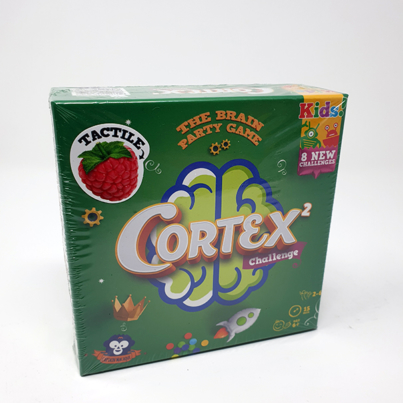 Kids
8 NEW
CHALLENGES
TACTILE
THE BRAIN
PARTY GAME
CORTEX²
Challenge